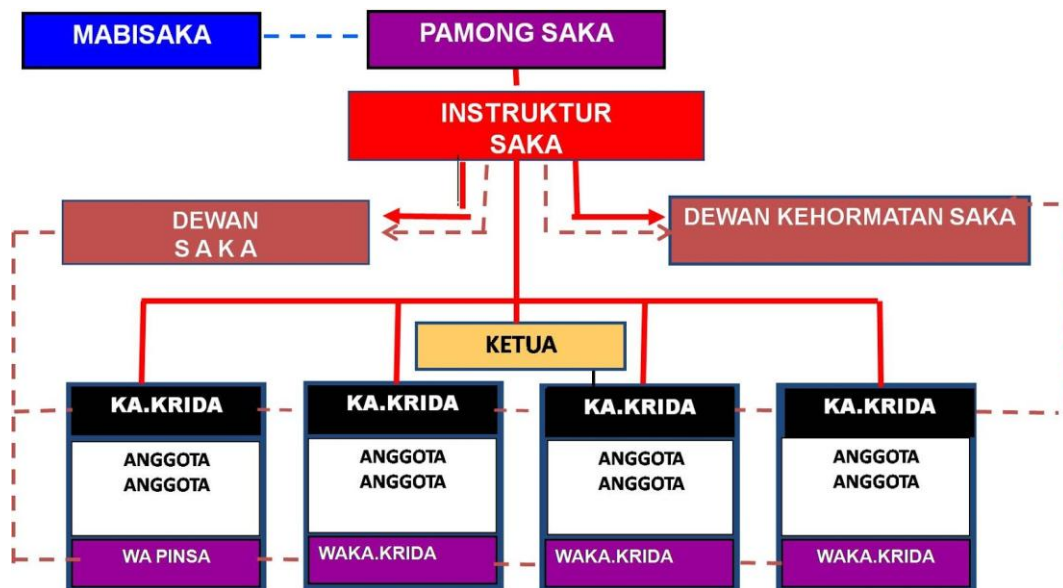 MABISAKA
PAMONG SAKA
INSTRUKTUR
SAKA
DEWAN
S A K A
DEWAN KEHORMATAN SAKA
KETUA
KA.KRIDA
ANGGOTA
ANGGOTA
WA PINSA
KA.KRIDA
ANGGOTA
ANGGOTA
WAKA.KRIDA
KA.KRIDA
ANGGOTA
ANGGOTA
WAKA.KRIDA
KA.KRIDA
ANGGOTA
ANGGOTA
WAKA.KRIDA